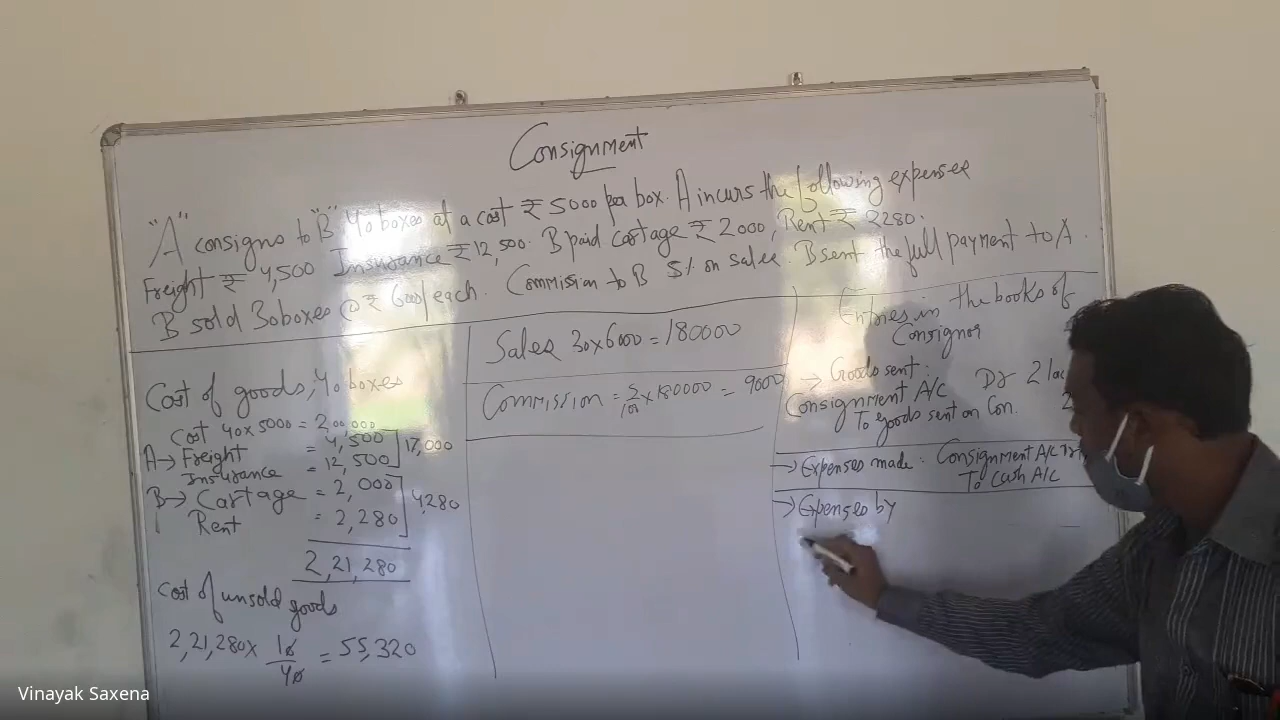 Consignment
"A" consigns to "B" 40 boxes at a cost ₹ 5000 per box. A incurs the following expenses
Freight ₹ 4,500 Insurance ₹ 12,500. B paid cartage ₹ 2000, Rent ₹ 2280.
B sold 30 boxes @ ₹ 6000/each. Commission to B 5% on sales. B sent the full payment to A.
Cost of goods, 40 boxes
Cost 40x5000 = 2,00,000
A→ Freight = 4,500
Insurance = 12,500
17,000
B→ Cartage = 2,000
Rent = 2,280
4,280
2,21,280
Cost of unsold goods
2,21,280x 10/40 = 55,320
Sales 30x6000 = 180000
Commission = 5/100 x 180000 = 9000
Entries in the books of
Consignor
→ Goods sent:
Consignment A/C Dr 2 lac
To goods sent on Con. 2
→ Expenses made: Consignment A/C Dr
To Cash A/C
→ Expenses by
Vinayak Saxena